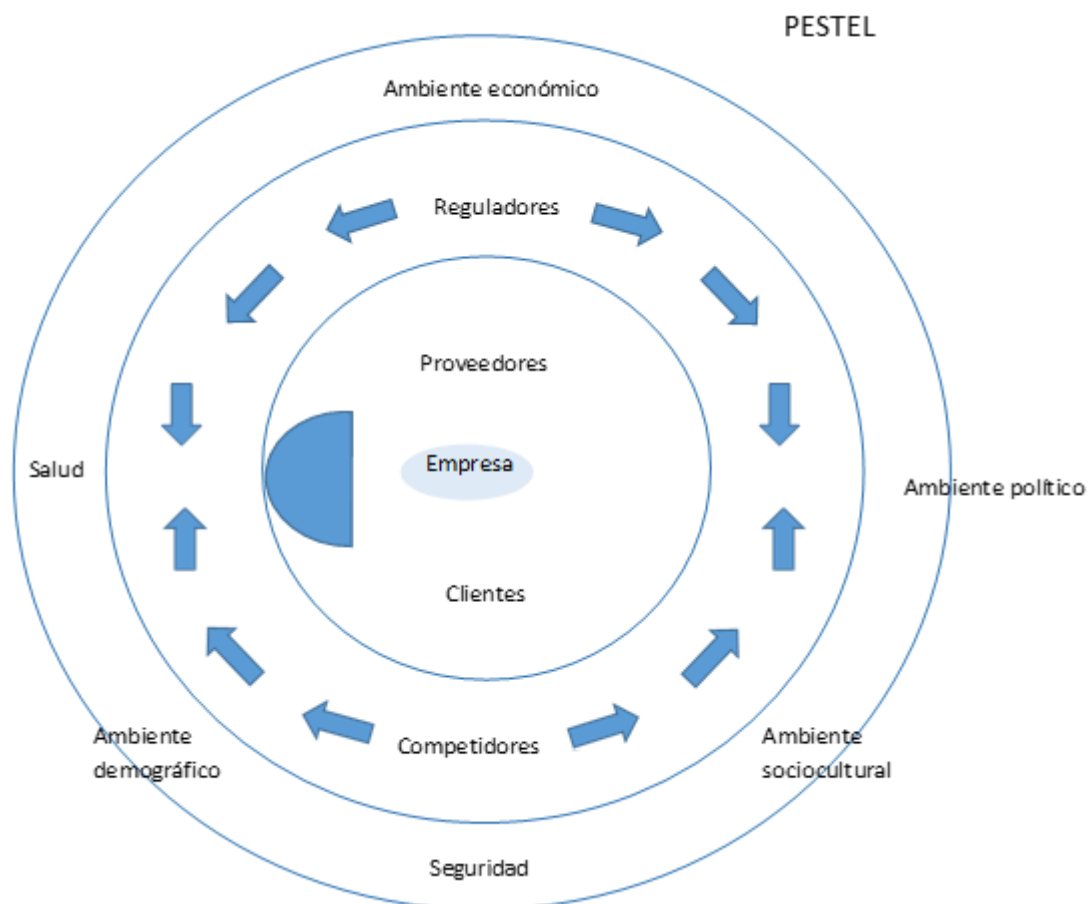 PESTEL
Ambiente económico
Reguladores
Proveedores
Empresa
Salud
Ambiente político
Clientes
Ambiente
demográfico
Competidores
Ambiente
sociocultural
Seguridad